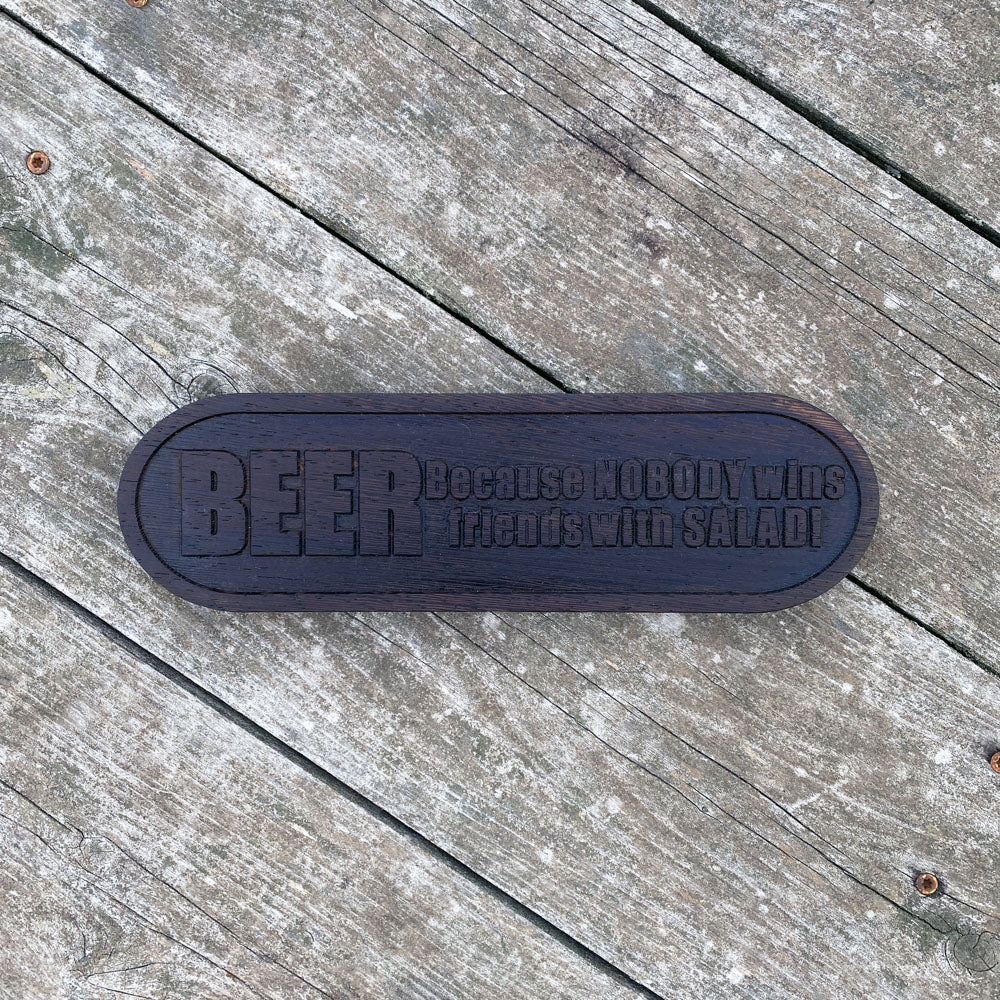 BEER
Because NOBODY wins
friends with SALAD!